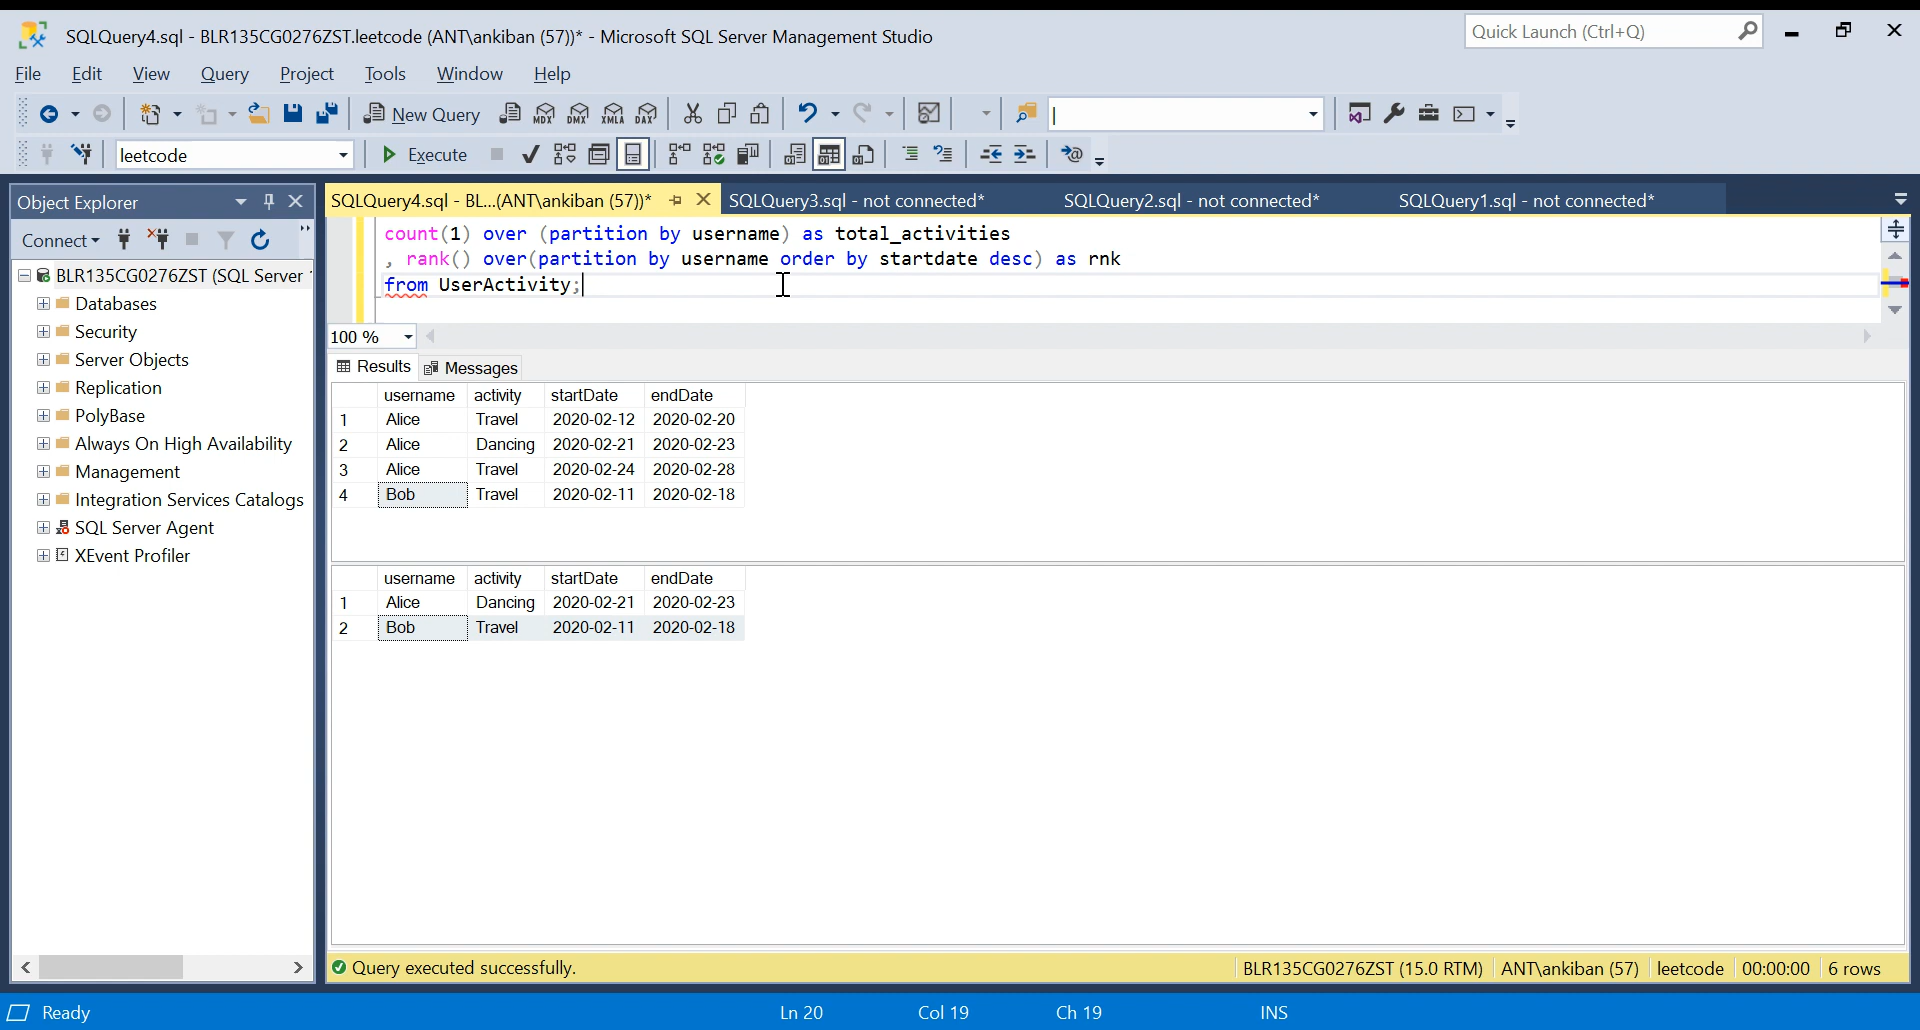 SQLQuery4.sql - BLR135CG0276ZST.leetcode (ANT\ankiban (57))* - Microsoft SQL Server Management Studio
Quick Launch (Ctrl+Q)
File Edit View Query Project Tools Window Help
New Query MDX DMX XMLA DAX
leetcode Execute
Object Explorer
SQLQuery4.sql - BL...(ANT\ankiban (57))* SQLQuery3.sql - not connected* SQLQuery2.sql - not connected* SQLQuery1.sql - not connected*
Connect
BLR135CG0276ZST (SQL Server
Databases
Security
Server Objects
Replication
PolyBase
Always On High Availability
Management
Integration Services Catalogs
SQL Server Agent
XEvent Profiler
count(1) over (partition by username) as total_activities
, rank() over(partition by username order by startdate desc) as rnk
from UserActivity;
100 %
Results Messages
username activity startDate endDate
1 Alice Travel 2020-02-12 2020-02-20
2 Alice Dancing 2020-02-21 2020-02-23
3 Alice Travel 2020-02-24 2020-02-28
4 Bob Travel 2020-02-11 2020-02-18
username activity startDate endDate
1 Alice Dancing 2020-02-21 2020-02-23
2 Bob Travel 2020-02-11 2020-02-18
Query executed successfully. BLR135CG0276ZST (15.0 RTM) ANT\ankiban (57) leetcode 00:00:00 6 rows
Ready Ln 20 Col 19 Ch 19 INS